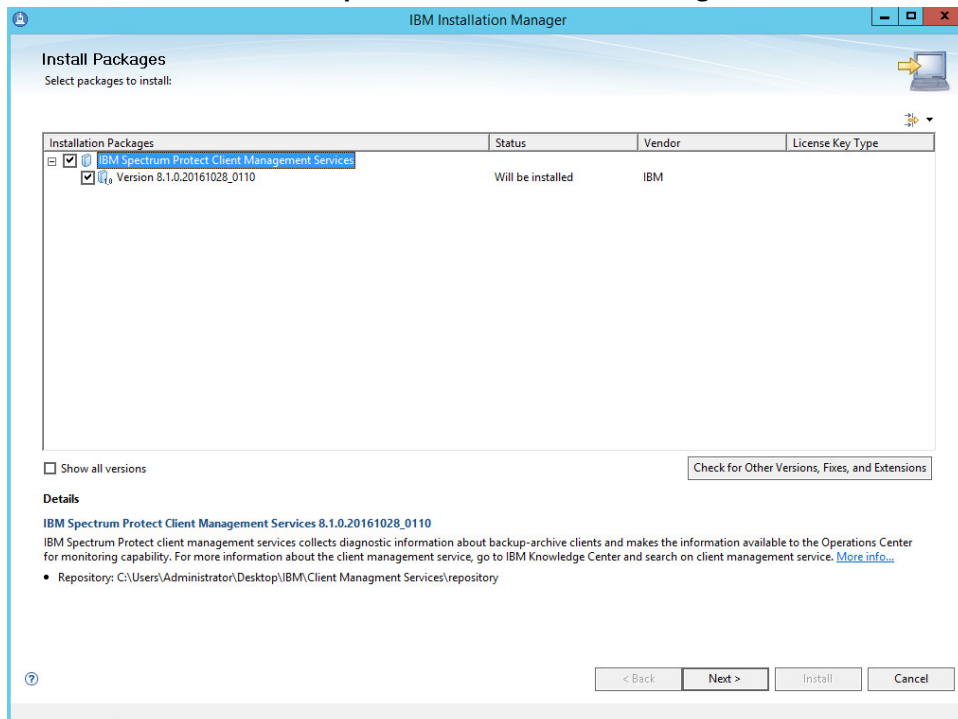 IBM Installation Manager
Install Packages
Select packages to install:
Installation Packages Status Vendor License Key Type
IBM Spectrum Protect Client Management Services
Version 8.1.0.20161028_0110 Will be installed IBM
Show all versions
Check for Other Versions, Fixes, and Extensions
Details
IBM Spectrum Protect Client Management Services 8.1.0.20161028_0110
IBM Spectrum Protect client management services collects diagnostic information about backup-archive clients and makes the information available to the Operations Center
for monitoring capability. For more information about the client management service, go to IBM Knowledge Center and search on client management service. More info...
• Repository: C:\Users\Administrator\Desktop\IBM\Client Managment Services\repository
< Back Next > Install Cancel